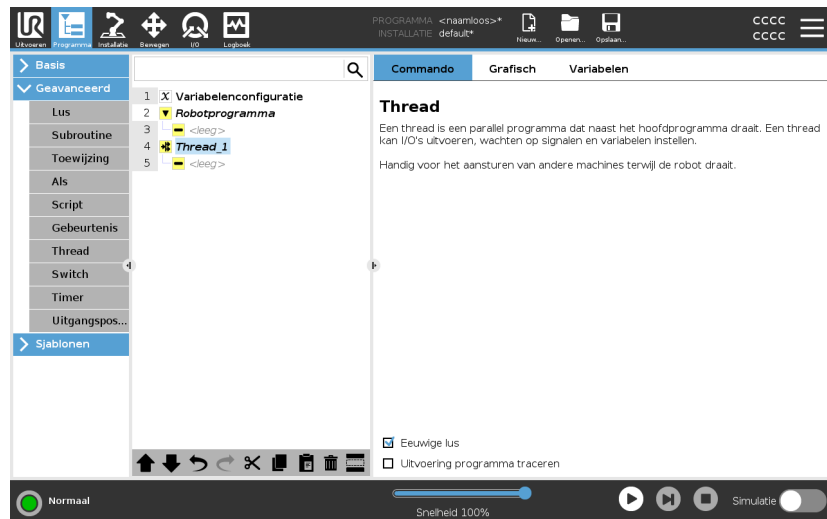 UR
PROGRAMMA <naamloos>*
INSTALLATIE default*
Uitvoeren Programma Installatie Bewegen I/O Logboek
Nieuw... Openen... Opslaan...
cccc
cccc
Basis
Geavanceerd
Lus
Subroutine
Toewijzing
Als
Script
Gebeurtenis
Thread
Switch
Timer
Uitgangspos...
Sjablonen
1 X Variabelenconfiguratie
2 Robotprogramma
3 <leeg>
4 Thread_1
5 <leeg>
Commando Grafisch Variabelen
Thread
Een thread is een parallel programma dat naast het hoofdprogramma draait. Een thread
kan I/O's uitvoeren, wachten op signalen en variabelen instellen.
Handig voor het aansturen van andere machines terwijl de robot draait.
Eeuwige lus
Uitvoering programma traceren
Normaal
Snelheid 100%
Simulatie